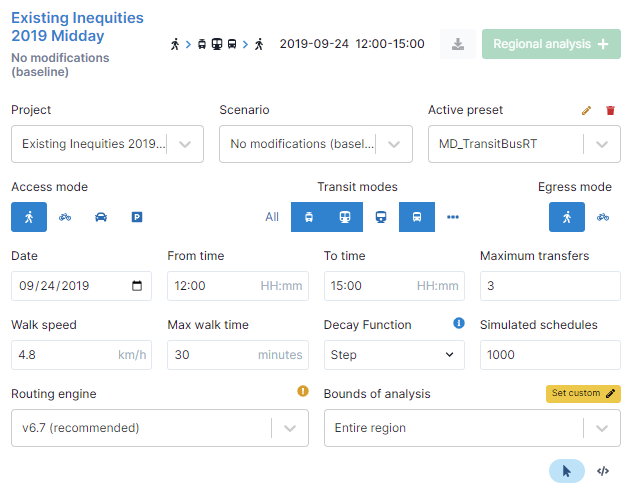 Existing Inequities
2019 Midday
No modifications
(baseline)
2019-09-24 12:00-15:00
Regional analysis +
Project
Scenario
Active preset
Existing Inequities 2019...
No modifications (basel...
MD_TransitBusRT
Access mode
Transit modes
Egress mode
P
All
Date
From time
To time
Maximum transfers
09/24/2019
12:00 HH:mm
15:00 HH:mm
3
Walk speed
Max walk time
Decay Function
Simulated schedules
4.8 km/h
30 minutes
Step
1000
Routing engine
Bounds of analysis
Set custom
v6.7 (recommended)
Entire region